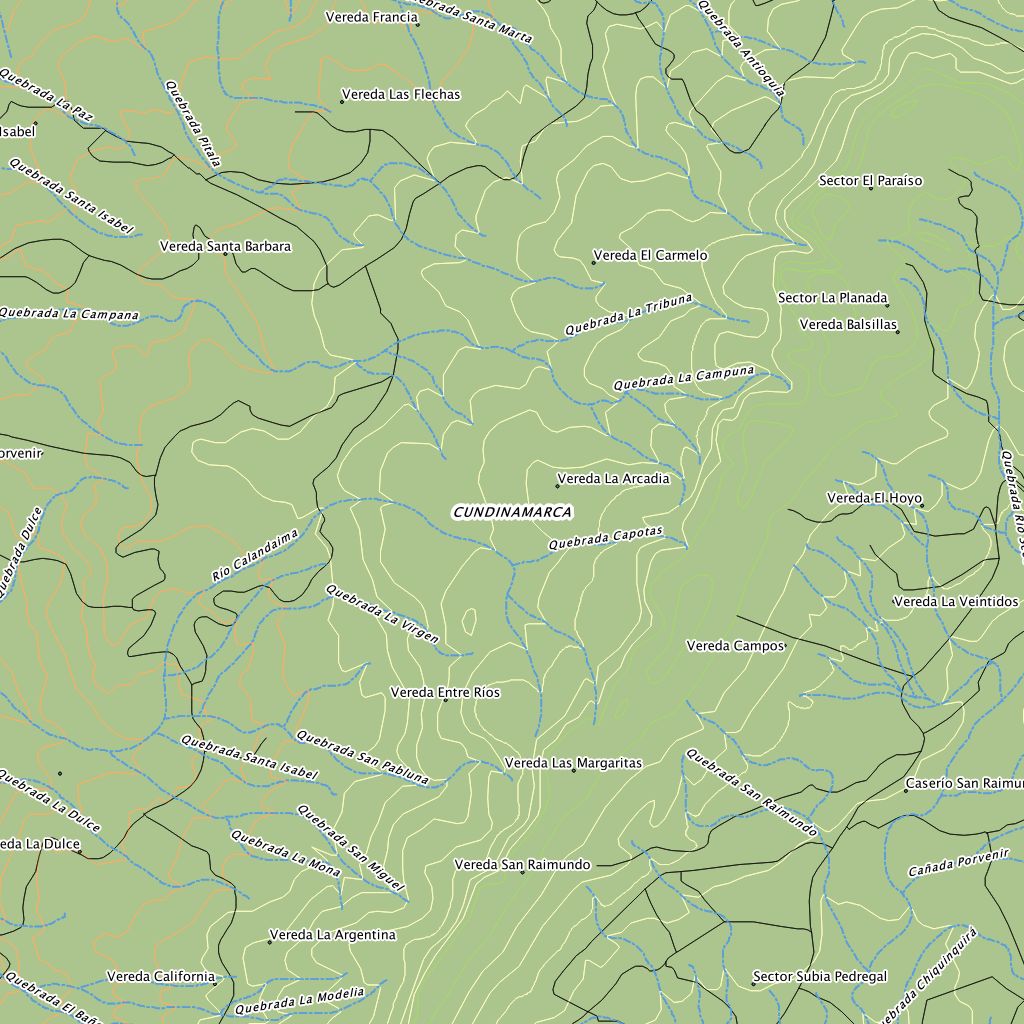 Vereda Francia
Quebrada Santa Marta
Quebrada Antioquia
Quebrada La Paz
Quebrada Pitala
Vereda Las Flechas
Isabel
Quebrada Santa Isabel
Sector El Paraíso
Vereda Santa Barbara
Vereda El Carmelo
Quebrada La Campana
Quebrada La Tribuna
Sector La Planada
Vereda Balsillas
Quebrada La Campuna
orvenir
Quebrada Dulce
Vereda La Arcadia
CUNDINAMARCA
Vereda El Hoyo
Quebrada Río
Río Calandaima
Quebrada Capotas
Quebrada La Virgen
Vereda La Veintidos
Vereda Campos
Vereda Entre Ríos
Quebrada Santa Isabel
Quebrada San Pabluna
Vereda Las Margaritas
Quebrada San Raimundo
Caserío San Raimu
Quebrada La Dulce
eda La Dulce
Quebrada La Mona
Quebrada San Miguel
Vereda San Raimundo
Cañada Porvenir
Vereda La Argentina
Vereda California
Quebrada La Modelia
Quebrada El Bañ
Sector Subia Pedregal
ebrada Chiquinquirá